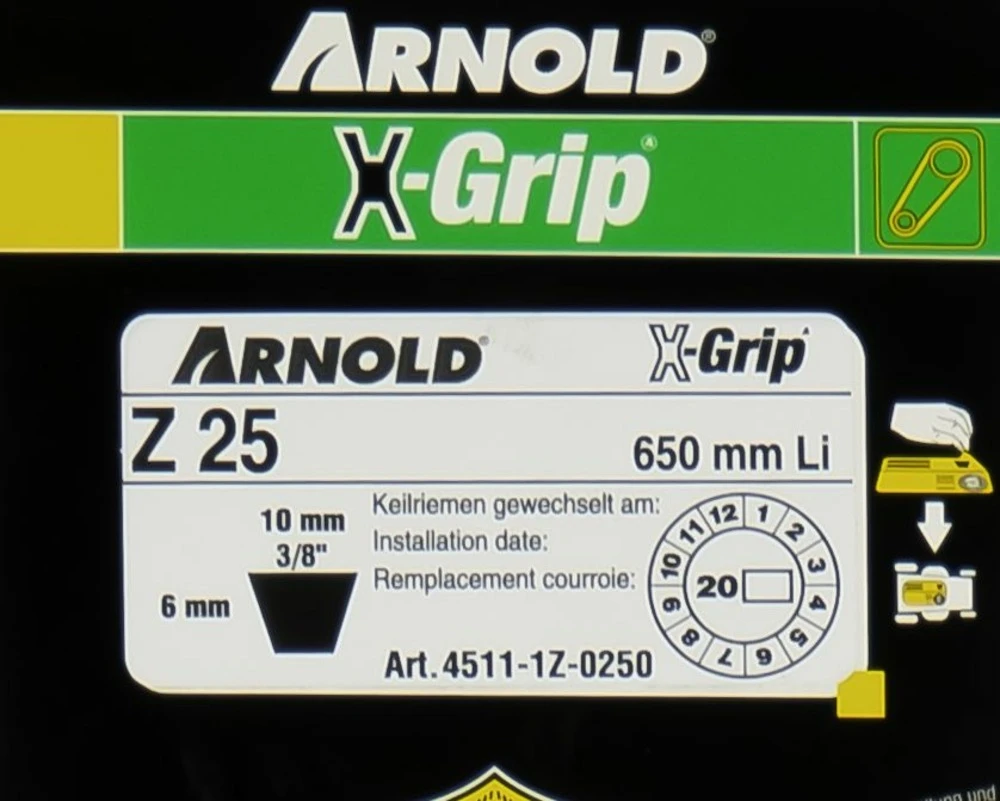 ARNOLD®
X-Grip
ARNOLD®
X-Grip
Z 25
650 mm Li
10 mm
3/8"
6 mm
Keilriemen gewechselt am:
Installation date:
Remplacement courroie:
12 1 2 3 4 5 6 7 8 9 10 11
20
Art. 4511-1Z-0250
und